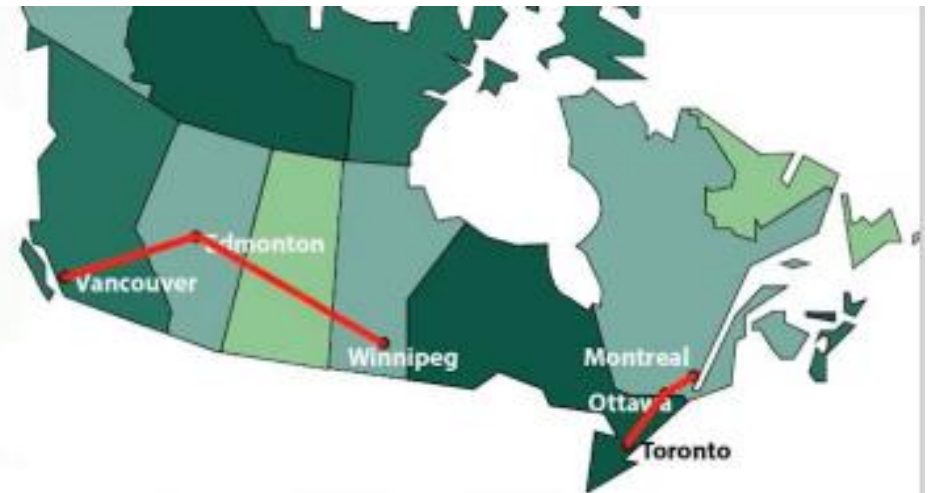 Edmonton
Vancouver
Winnipeg
Montreal
Ottawa
Toronto